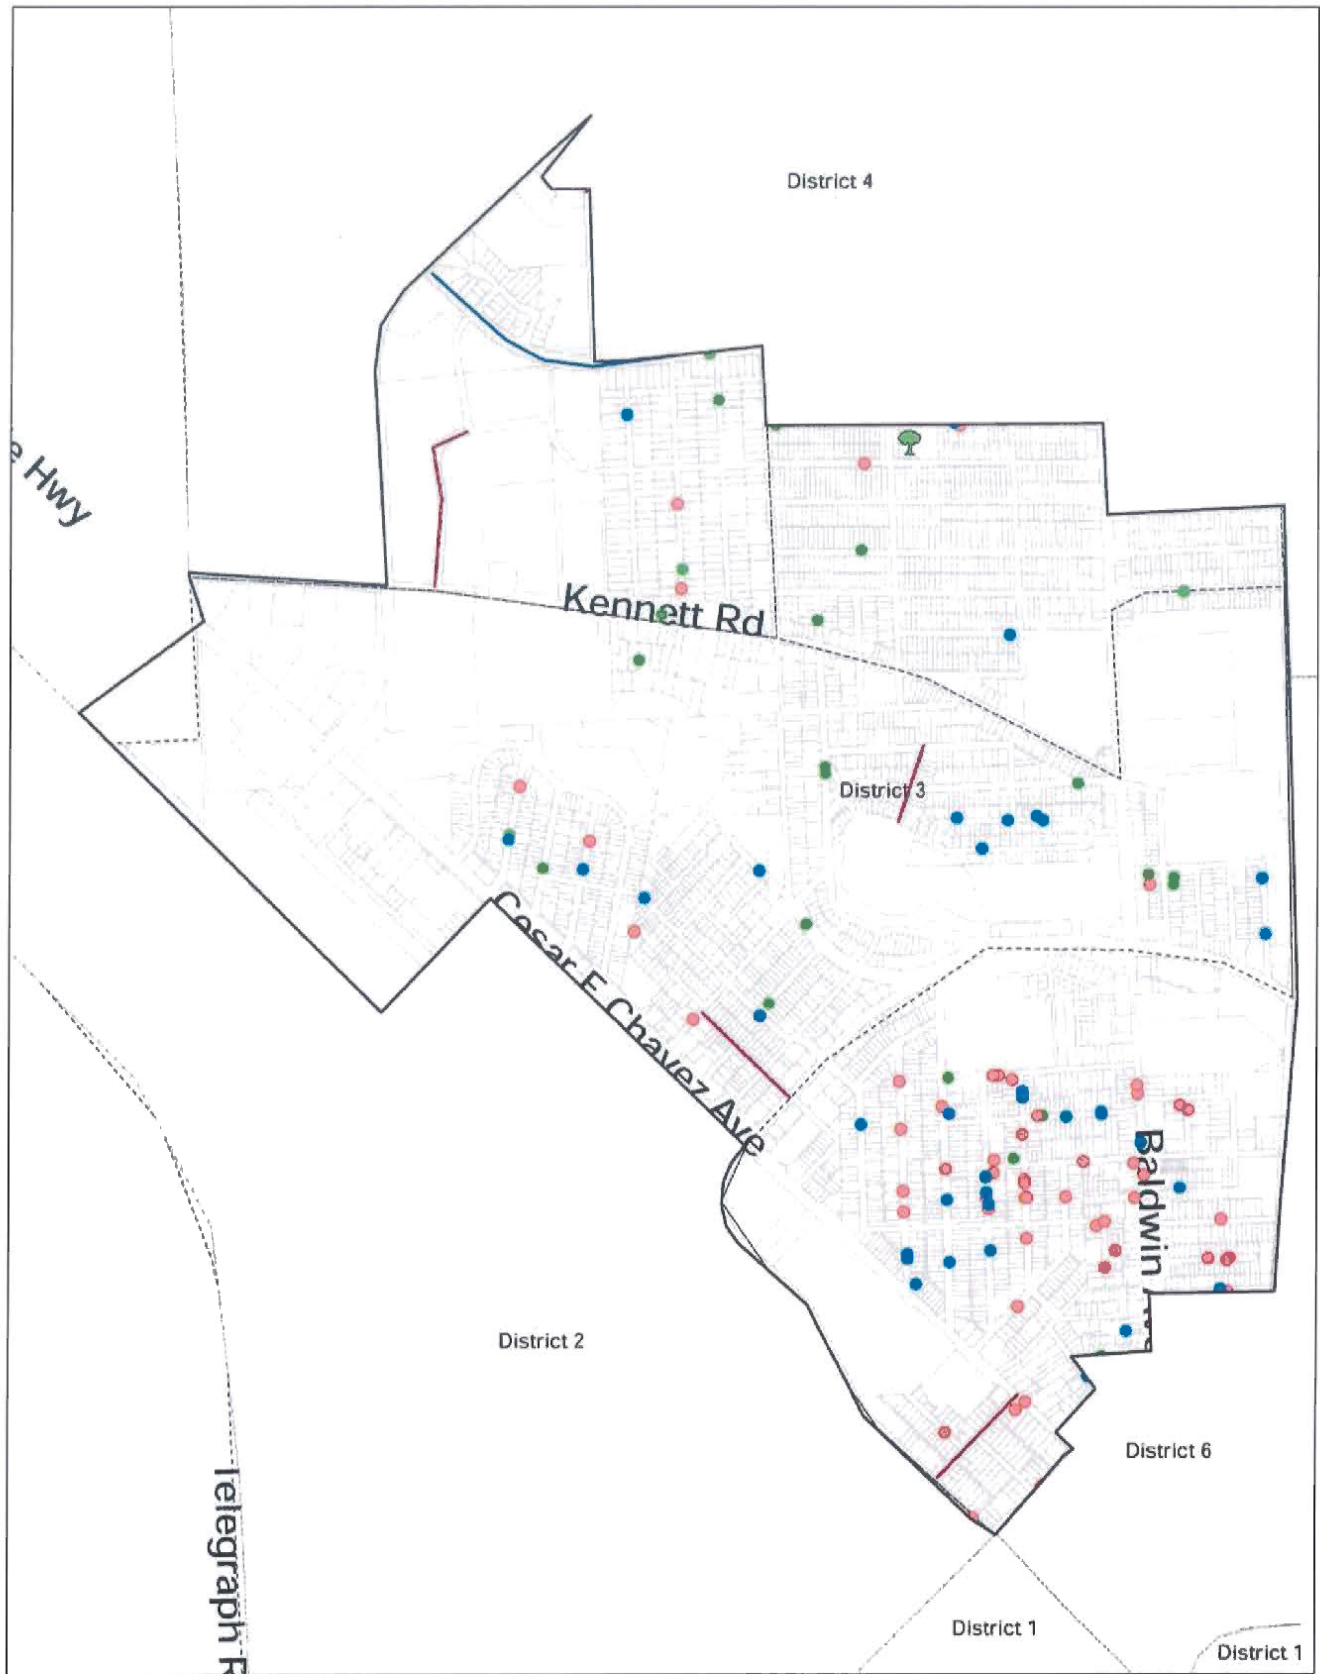 District 4
e Hwy
Kennett Rd
District 3
Cesar E Chavez Ave
Baldwin
District 2
District 6
Telegraph R
District 1
District 1